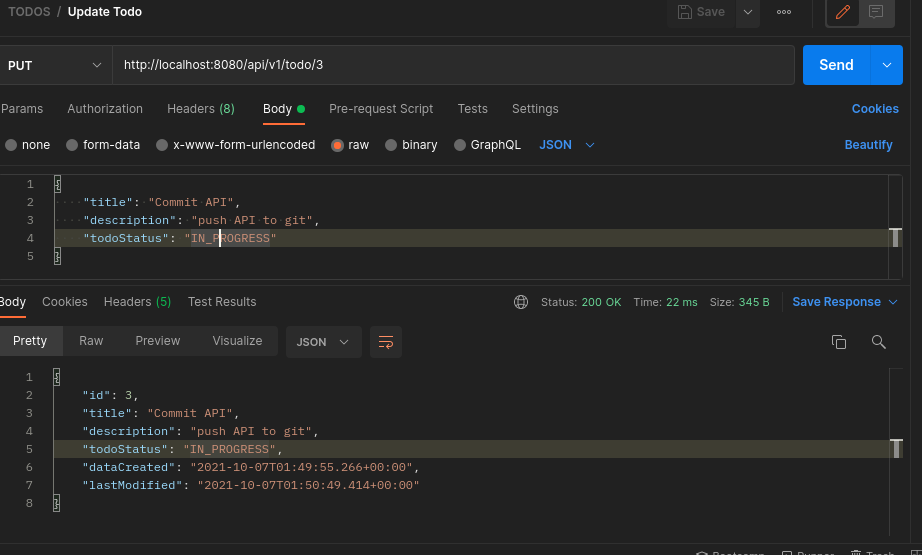 TODOS / Update Todo
Save
PUT http://localhost:8080/api/v1/todo/3 Send
Params Authorization Headers (8) Body Pre-request Script Tests Settings Cookies
none form-data x-www-form-urlencoded raw binary GraphQL JSON Beautify
1 {
2 "title": "Commit API",
3 "description": "push API to git",
4 "todoStatus": "IN_PROGRESS"
5 }
Body Cookies Headers (5) Test Results Status: 200 OK Time: 22 ms Size: 345 B Save Response
Pretty Raw Preview Visualize JSON
1 {
2 "id": 3,
3 "title": "Commit API",
4 "description": "push API to git",
5 "todoStatus": "IN_PROGRESS",
6 "dataCreated": "2021-10-07T01:49:55.266+00:00",
7 "lastModified": "2021-10-07T01:50:49.414+00:00"
8 }
Bootcamp Runner Trash